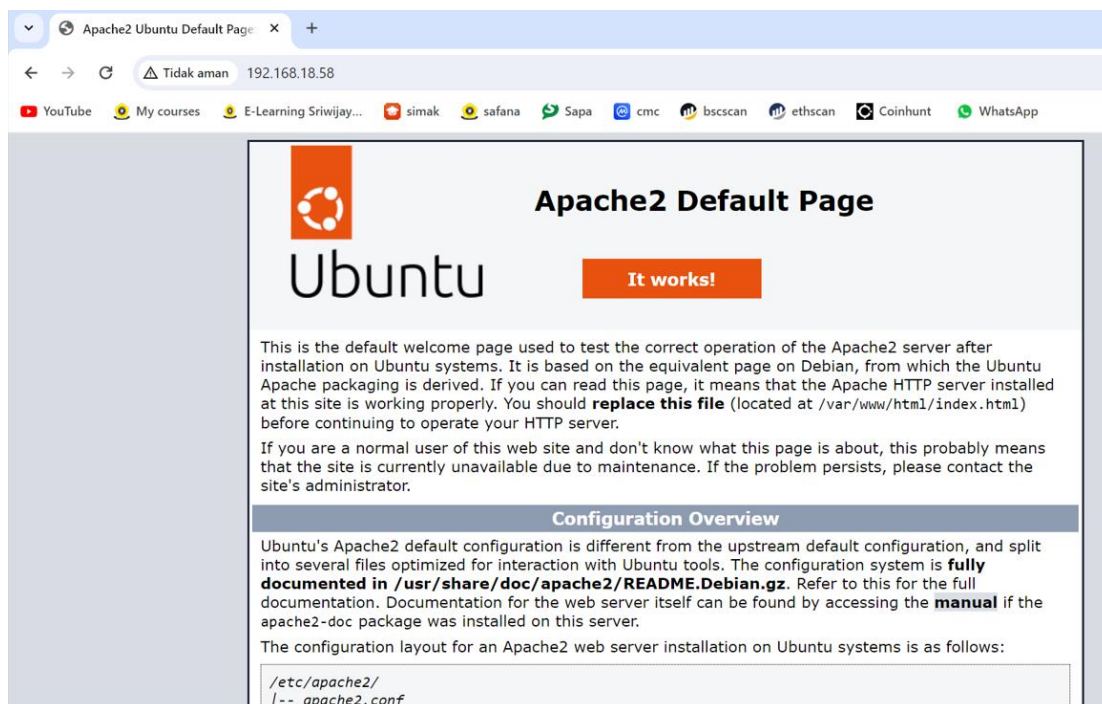 Apache2 Ubuntu Default Page
Tidak aman 192.168.18.58
YouTube My courses E-Learning Sriwijay... simak safana Sapa cmc bscscan ethscan Coinhunt WhatsApp
Apache2 Default Page
Ubuntu
It works!
This is the default welcome page used to test the correct operation of the Apache2 server after
installation on Ubuntu systems. It is based on the equivalent page on Debian, from which the Ubuntu
Apache packaging is derived. If you can read this page, it means that the Apache HTTP server installed
at this site is working properly. You should replace this file (located at /var/www/html/index.html)
before continuing to operate your HTTP server.
If you are a normal user of this web site and don't know what this page is about, this probably means
that the site is currently unavailable due to maintenance. If the problem persists, please contact the
site's administrator.
Configuration Overview
Ubuntu's Apache2 default configuration is different from the upstream default configuration, and split
into several files optimized for interaction with Ubuntu tools. The configuration system is fully
documented in /usr/share/doc/apache2/README.Debian.gz. Refer to this for the full
documentation. Documentation for the web server itself can be found by accessing the manual if the
apache2-doc package was installed on this server.
The configuration layout for an Apache2 web server installation on Ubuntu systems is as follows:
/etc/apache2/
|-- apache2.conf